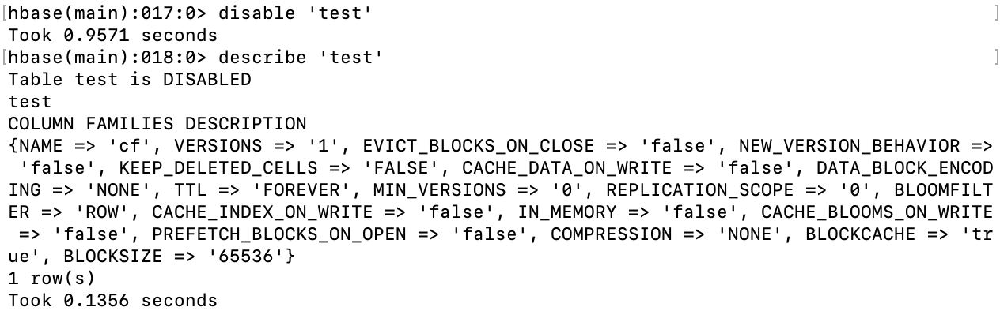 [hbase(main):017:0> disable 'test' ]
Took 0.9571 seconds
[hbase(main):018:0> describe 'test' ]
Table test is DISABLED
test
COLUMN FAMILIES DESCRIPTION
{NAME => 'cf', VERSIONS => '1', EVICT_BLOCKS_ON_CLOSE => 'false', NEW_VERSION_BEHAVIOR =>
 'false', KEEP_DELETED_CELLS => 'FALSE', CACHE_DATA_ON_WRITE => 'false', DATA_BLOCK_ENCOD
ING => 'NONE', TTL => 'FOREVER', MIN_VERSIONS => '0', REPLICATION_SCOPE => '0', BLOOMFILT
ER => 'ROW', CACHE_INDEX_ON_WRITE => 'false', IN_MEMORY => 'false', CACHE_BLOOMS_ON_WRITE
 => 'false', PREFETCH_BLOCKS_ON_OPEN => 'false', COMPRESSION => 'NONE', BLOCKCACHE => 'tr
ue', BLOCKSIZE => '65536'}
1 row(s)
Took 0.1356 seconds